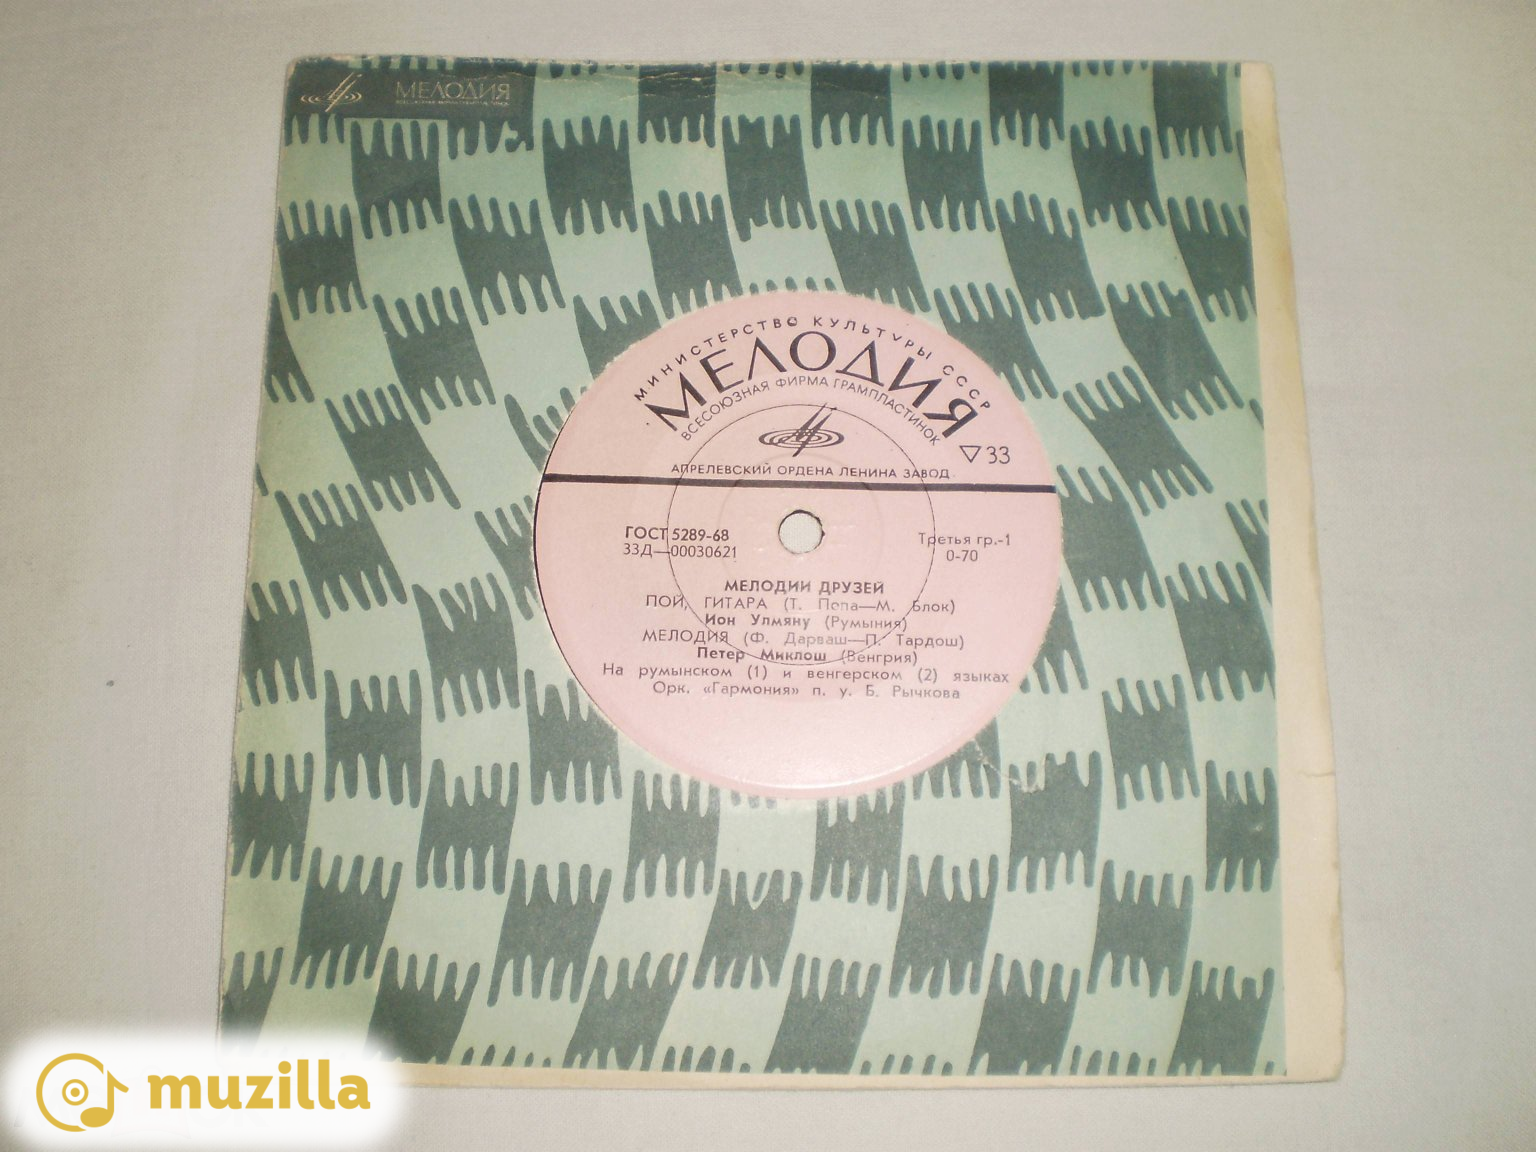 МЕЛОДИЯ
МИНИСТЕРСТВО КУЛЬТУРЫ СССР
МЕЛОДИЯ
ВСЕСОЮЗНАЯ ФИРМА ГРАМПЛАСТИНОК
33
АПРЕЛЕВСКИЙ ОРДЕНА ЛЕНИНА ЗАВОД
ГОСТ 5289-68
33Д—00030621
Третья гр.-1
0-70
МЕЛОДИИ ДРУЗЕЙ
ПОЙ, ГИТАРА (Т. Попа—М. Блок)
Ион Улмяну (Румыния)
МЕЛОДИЯ (Ф. Дарваш—П. Тардош)
Петер Миклош (Венгрия)
На румынском (1) и венгерском (2) языках
Орк. «Гармония» п. у. Б. Рычкова
muzilla